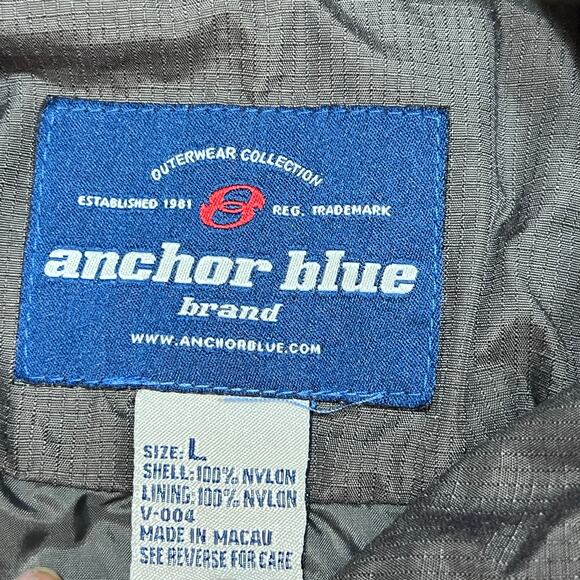 OUTERWEAR COLLECTION
ESTABLISHED 1981 REG. TRADEMARK
anchor blue
brand
WWW.ANCHORBLUE.COM
SIZE: L
SHELL:100% NYLON
LINING:100% NYLON
V-004
MADE IN MACAU
SEE REVERSE FOR CARE